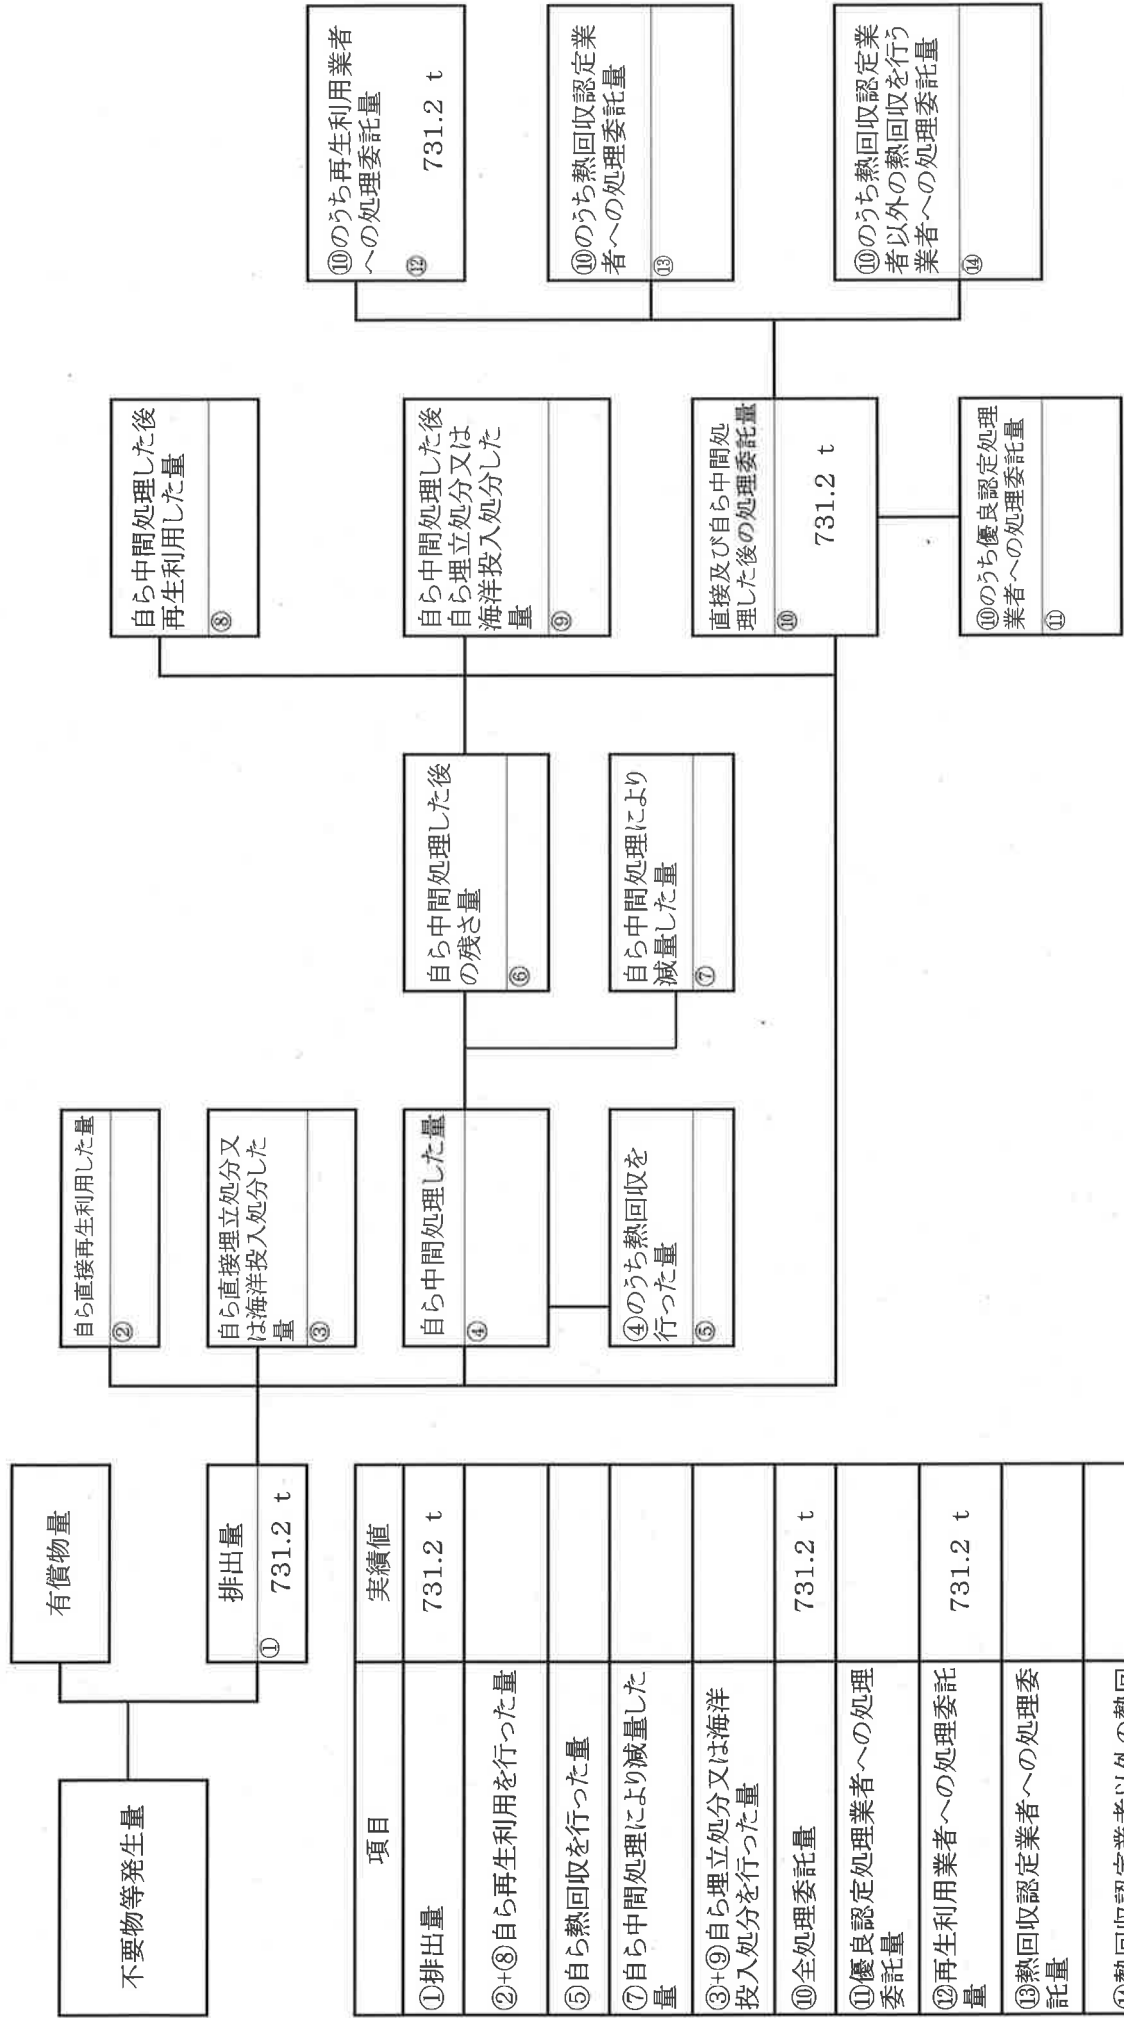 不要物等発生量
有償物量
排出量
①
731.2 t
自ら直接再生利用した量
②
自ら直接埋立処分又
は海洋投入処分した
量
③
自ら中間処理した量
④
④のうち熱回収を
行った量
⑤
自ら中間処理した後
の残さ量
⑥
自ら中間処理により
減量した量
⑦
自ら中間処理した後
再生利用した量
⑧
自ら中間処理した後
自ら埋立処分又は
海洋投入処分した
量
⑨
直接及び自ら中間処
理した後の処理委託量
⑩
731.2 t
⑩のうち優良認定処理
業者への処理委託量
⑪
⑩のうち再生利用業者
への処理委託量
⑫
731.2 t
⑩のうち熱回収認定業
者への処理委託量
⑬
⑩のうち熱回収認定業
者以外の熱回収を行う
業者への処理委託量
⑭
項目 実績値
①排出量 731.2 t
②+⑧自ら再生利用を行った量
⑤自ら熱回収を行った量
⑦自ら中間処理により減量した
量
③+⑨自ら埋立処分又は海洋
投入処分を行った量
⑩全処理委託量 731.2 t
⑪優良認定処理業者への処理
委託量
⑫再生利用業者への処理委託
量 731.2 t
⑬熱回収認定業者への処理委
託量
⑭熱回収認定業者以外の熱回